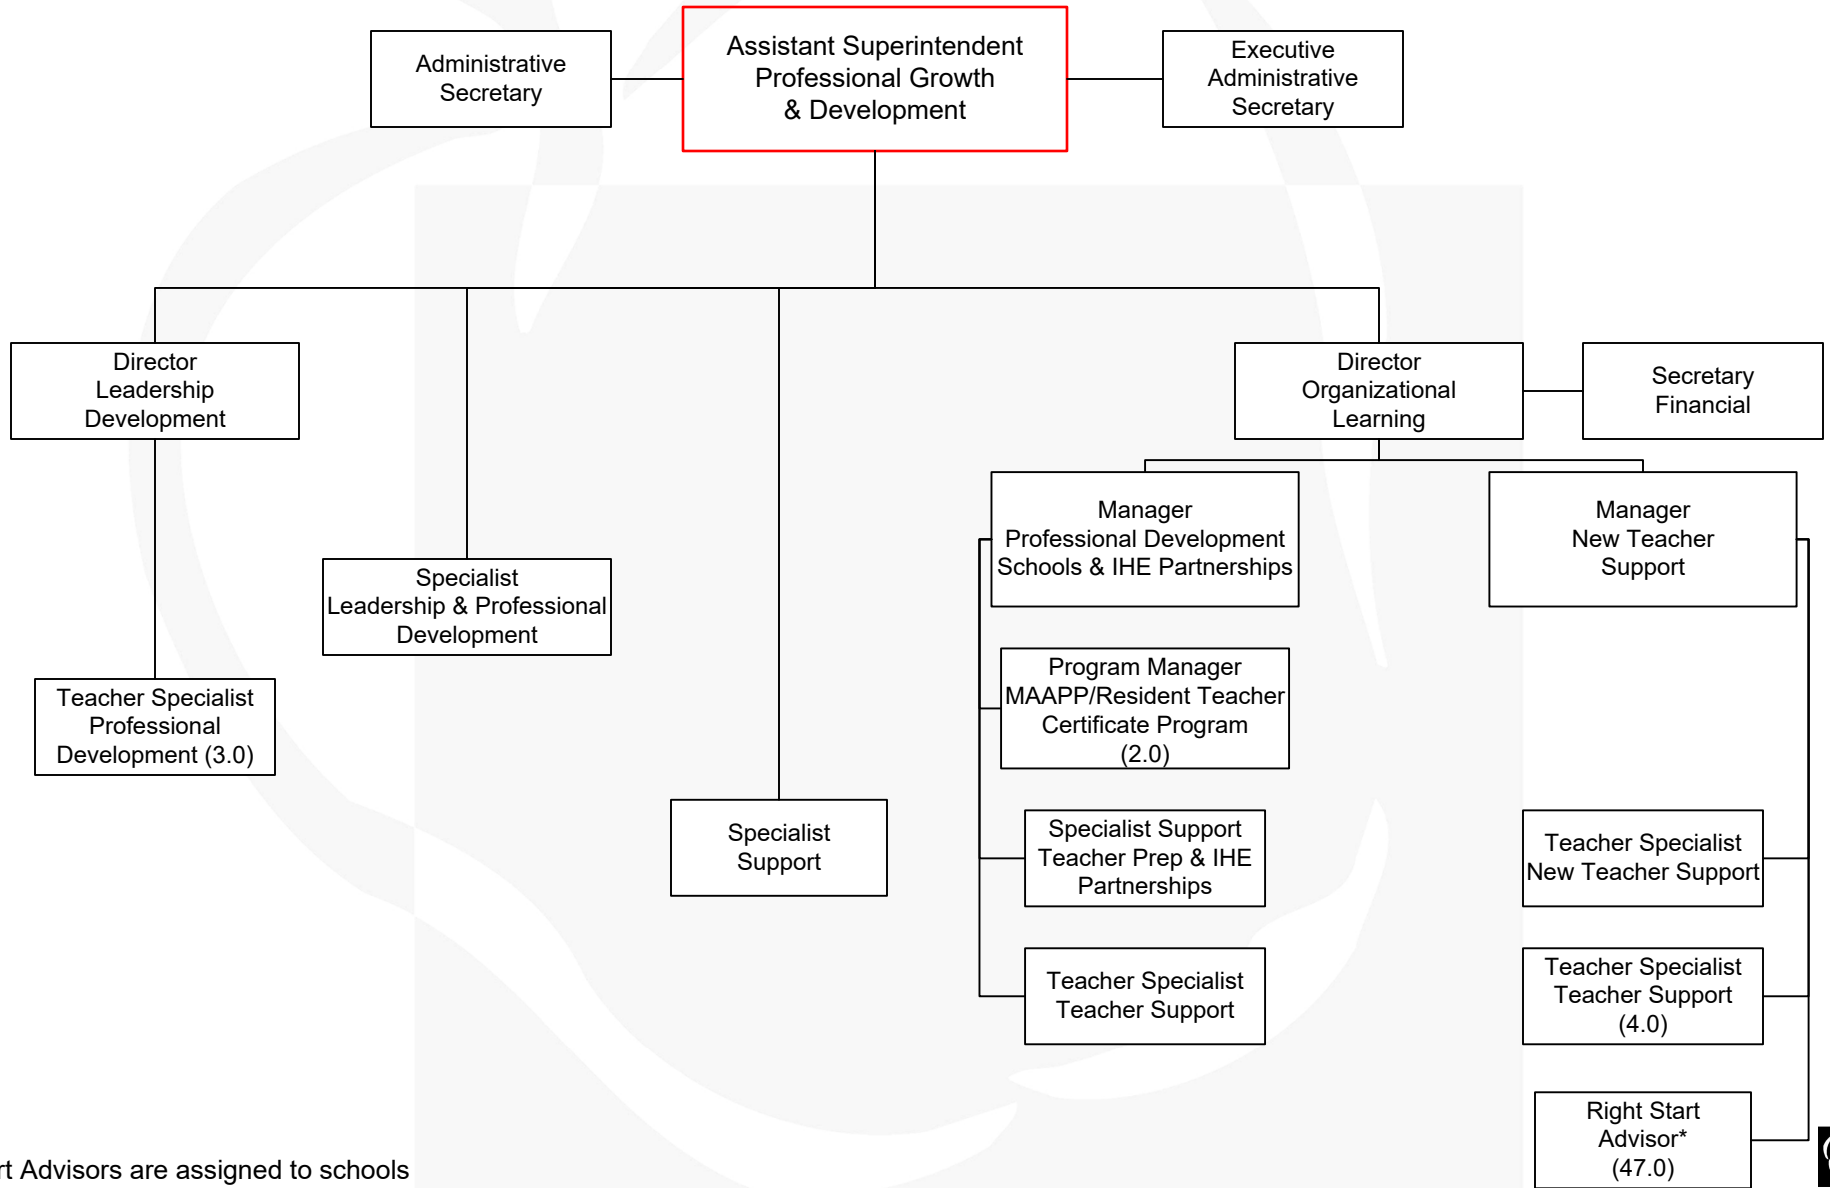 Administrative
Secretary
Assistant Superintendent
Professional Growth
& Development
Executive
Administrative
Secretary
Director
Leadership
Development
Director
Organizational
Learning
Secretary
Financial
Manager
Professional Development
Schools & IHE Partnerships
Manager
New Teacher
Support
Specialist
Leadership & Professional
Development
Program Manager
MAAPP/Resident Teacher
Certificate Program
(2.0)
Teacher Specialist
Professional
Development (3.0)
Specialist
Support
Specialist Support
Teacher Prep & IHE
Partnerships
Teacher Specialist
New Teacher Support
Teacher Specialist
Teacher Support
Teacher Specialist
Teacher Support
(4.0)
Right Start
Advisor*
(47.0)
Advisors are assigned to schools